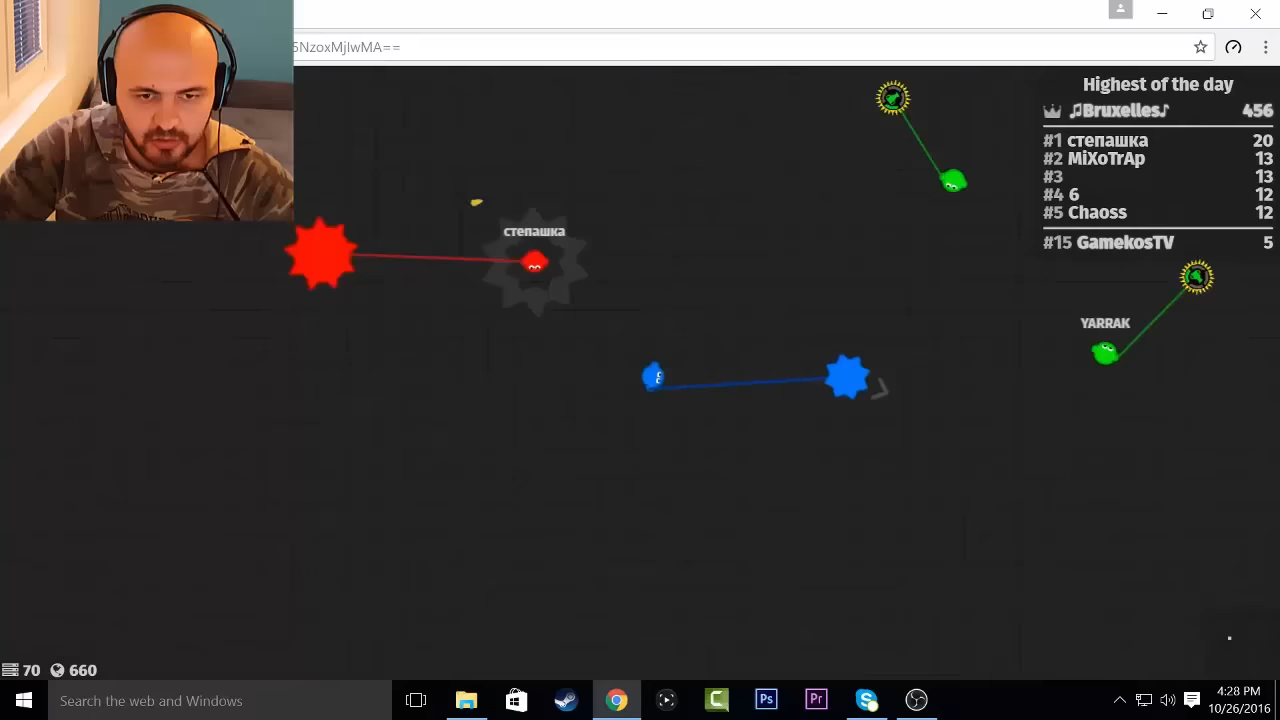 5NzoxMjIwMA==
Highest of the day
♫Bruxelles♪ 456
#1 степашка 20
#2 MiXoTrAp 13
#3 13
#4 6 12
#5 Chaoss 12
#15 GamekosTV 5
степашка
YARRAK
70 660
Search the web and Windows
Ps
Pr
4:28 PM
10/26/2016